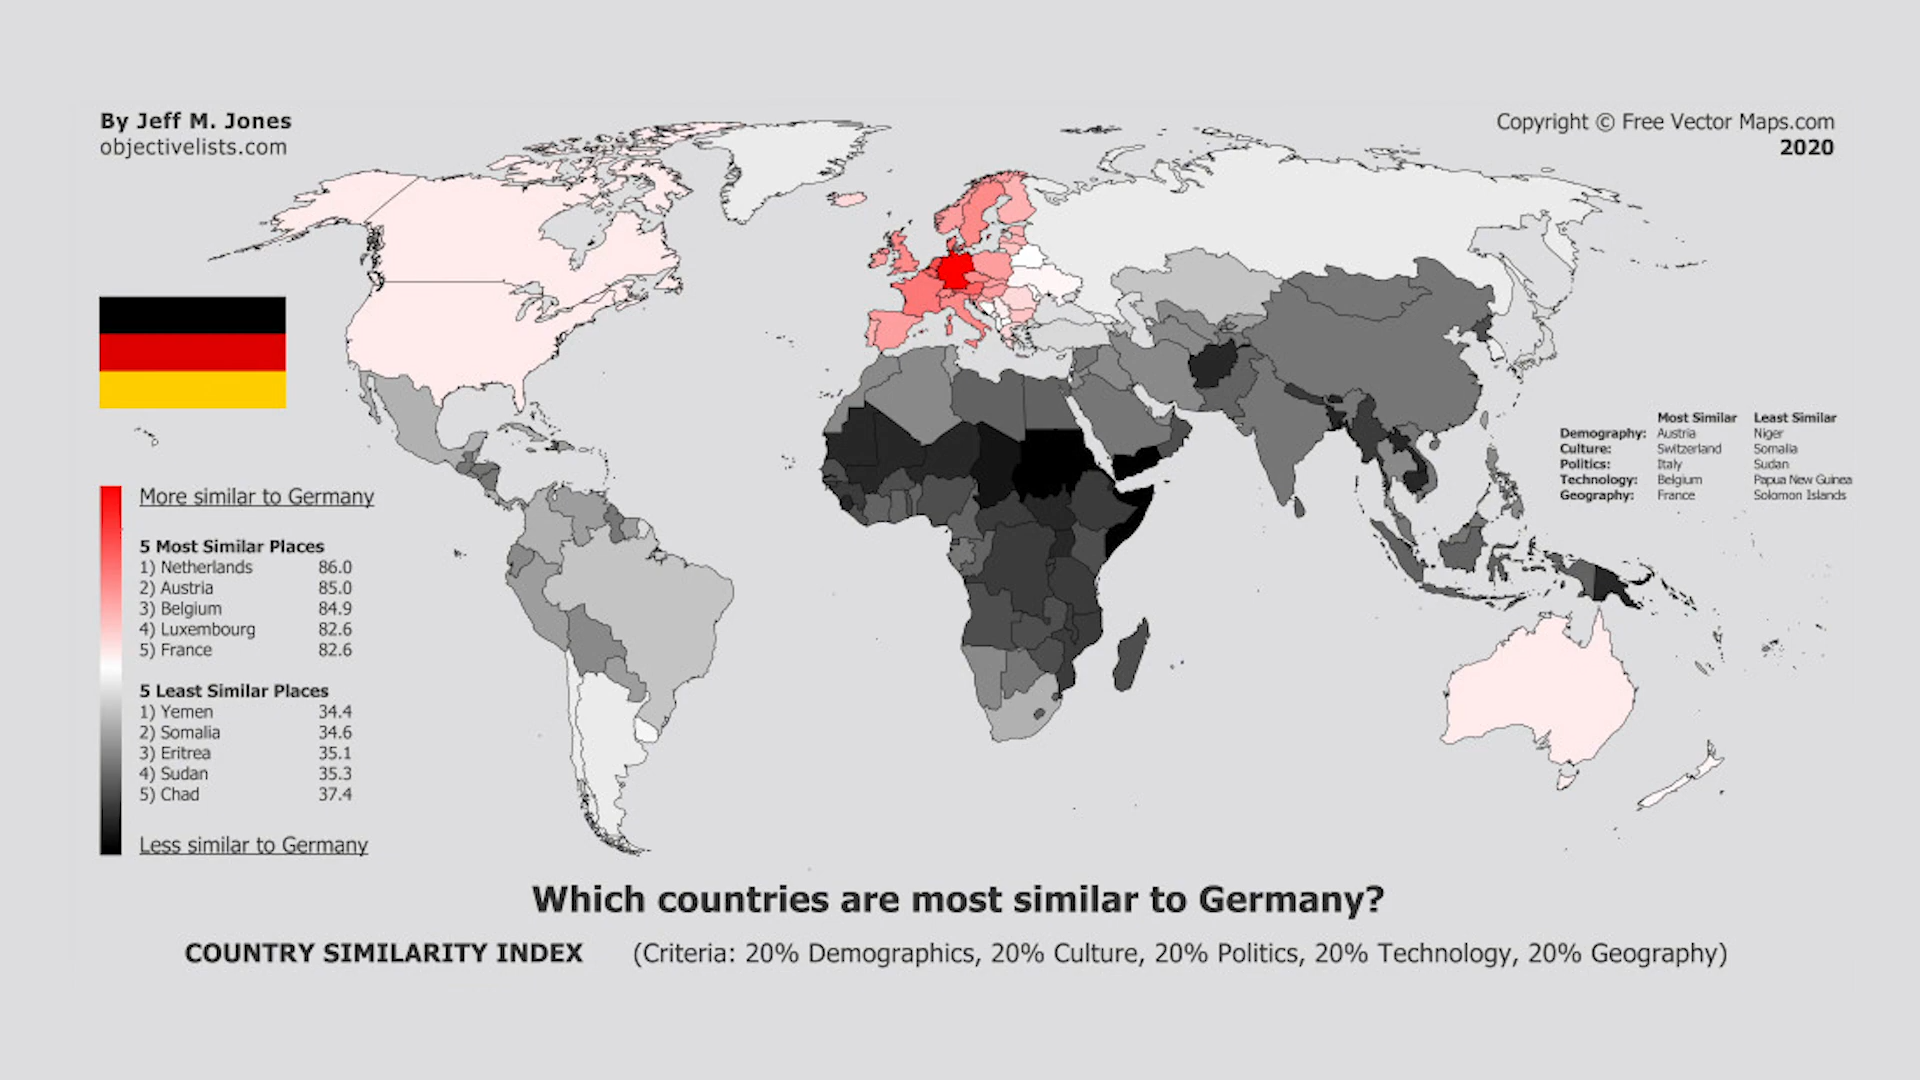 By Jeff M. Jones
objectivelists.com
Copyright © Free Vector Maps.com
2020
Most Similar Least Similar
Demography: Austria Niger
Culture: Switzerland Somalia
Politics: Italy Sudan
Technology: Belgium Papua New Guinea
Geography: France Solomon Islands
More similar to Germany
5 Most Similar Places
1) Netherlands 86.0
2) Austria 85.0
3) Belgium 84.9
4) Luxembourg 82.6
5) France 82.6
5 Least Similar Places
1) Yemen 34.4
2) Somalia 34.6
3) Eritrea 35.1
4) Sudan 35.3
5) Chad 37.4
Less similar to Germany
Which countries are most similar to Germany?
COUNTRY SIMILARITY INDEX (Criteria: 20% Demographics, 20% Culture, 20% Politics, 20% Technology, 20% Geography)